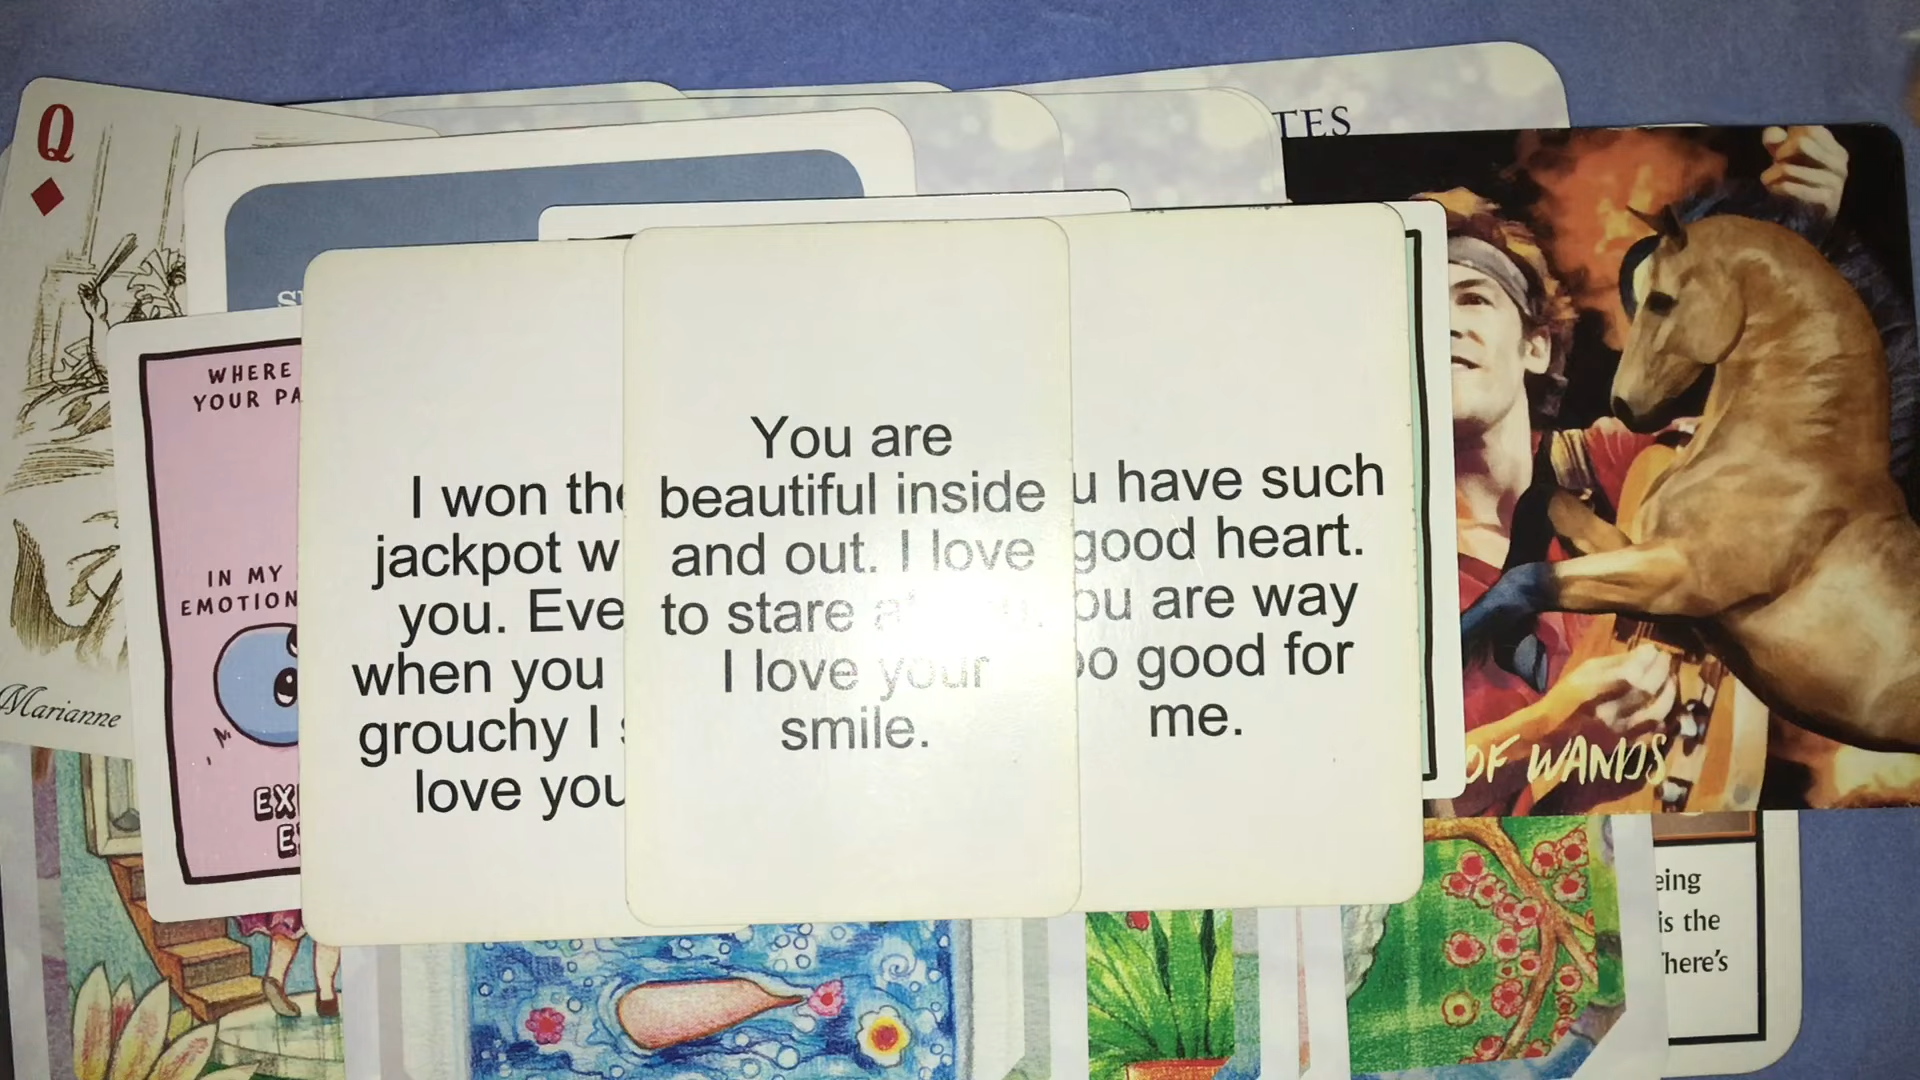 Q
TES
WHERE
YOUR PA
IN MY
EMOTION
Marianne
I won the
jackpot w
you. Eve
when you
grouchy I
love you
You are
beautiful inside
and out. I love
to stare
I love your
smile.
u have such
good heart.
ou are way
oo good for
me.
OF WANDS
eing
is the
There's